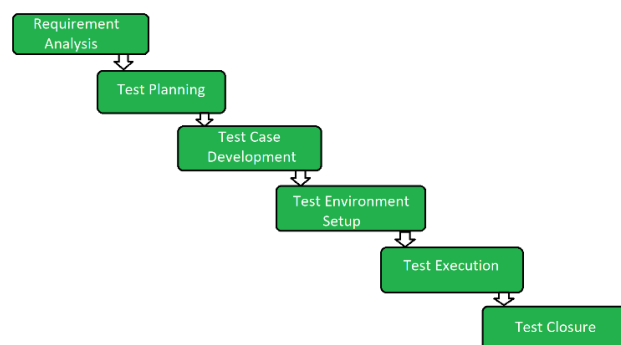 Requirement
Analysis
Test Planning
Test Case
Development
Test Environment
Setup
Test Execution
Test Closure